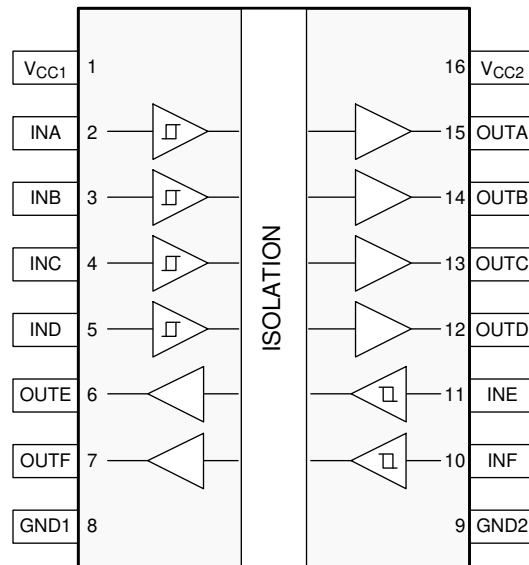 VCC1 1 16 VCC2
INA 2 15 OUTA
INB 3 14 OUTB
INC 4 13 OUTC
IND 5 12 OUTD
OUTE 6 11 INE
OUTF 7 10 INF
GND1 8 9 GND2
ISOLATION